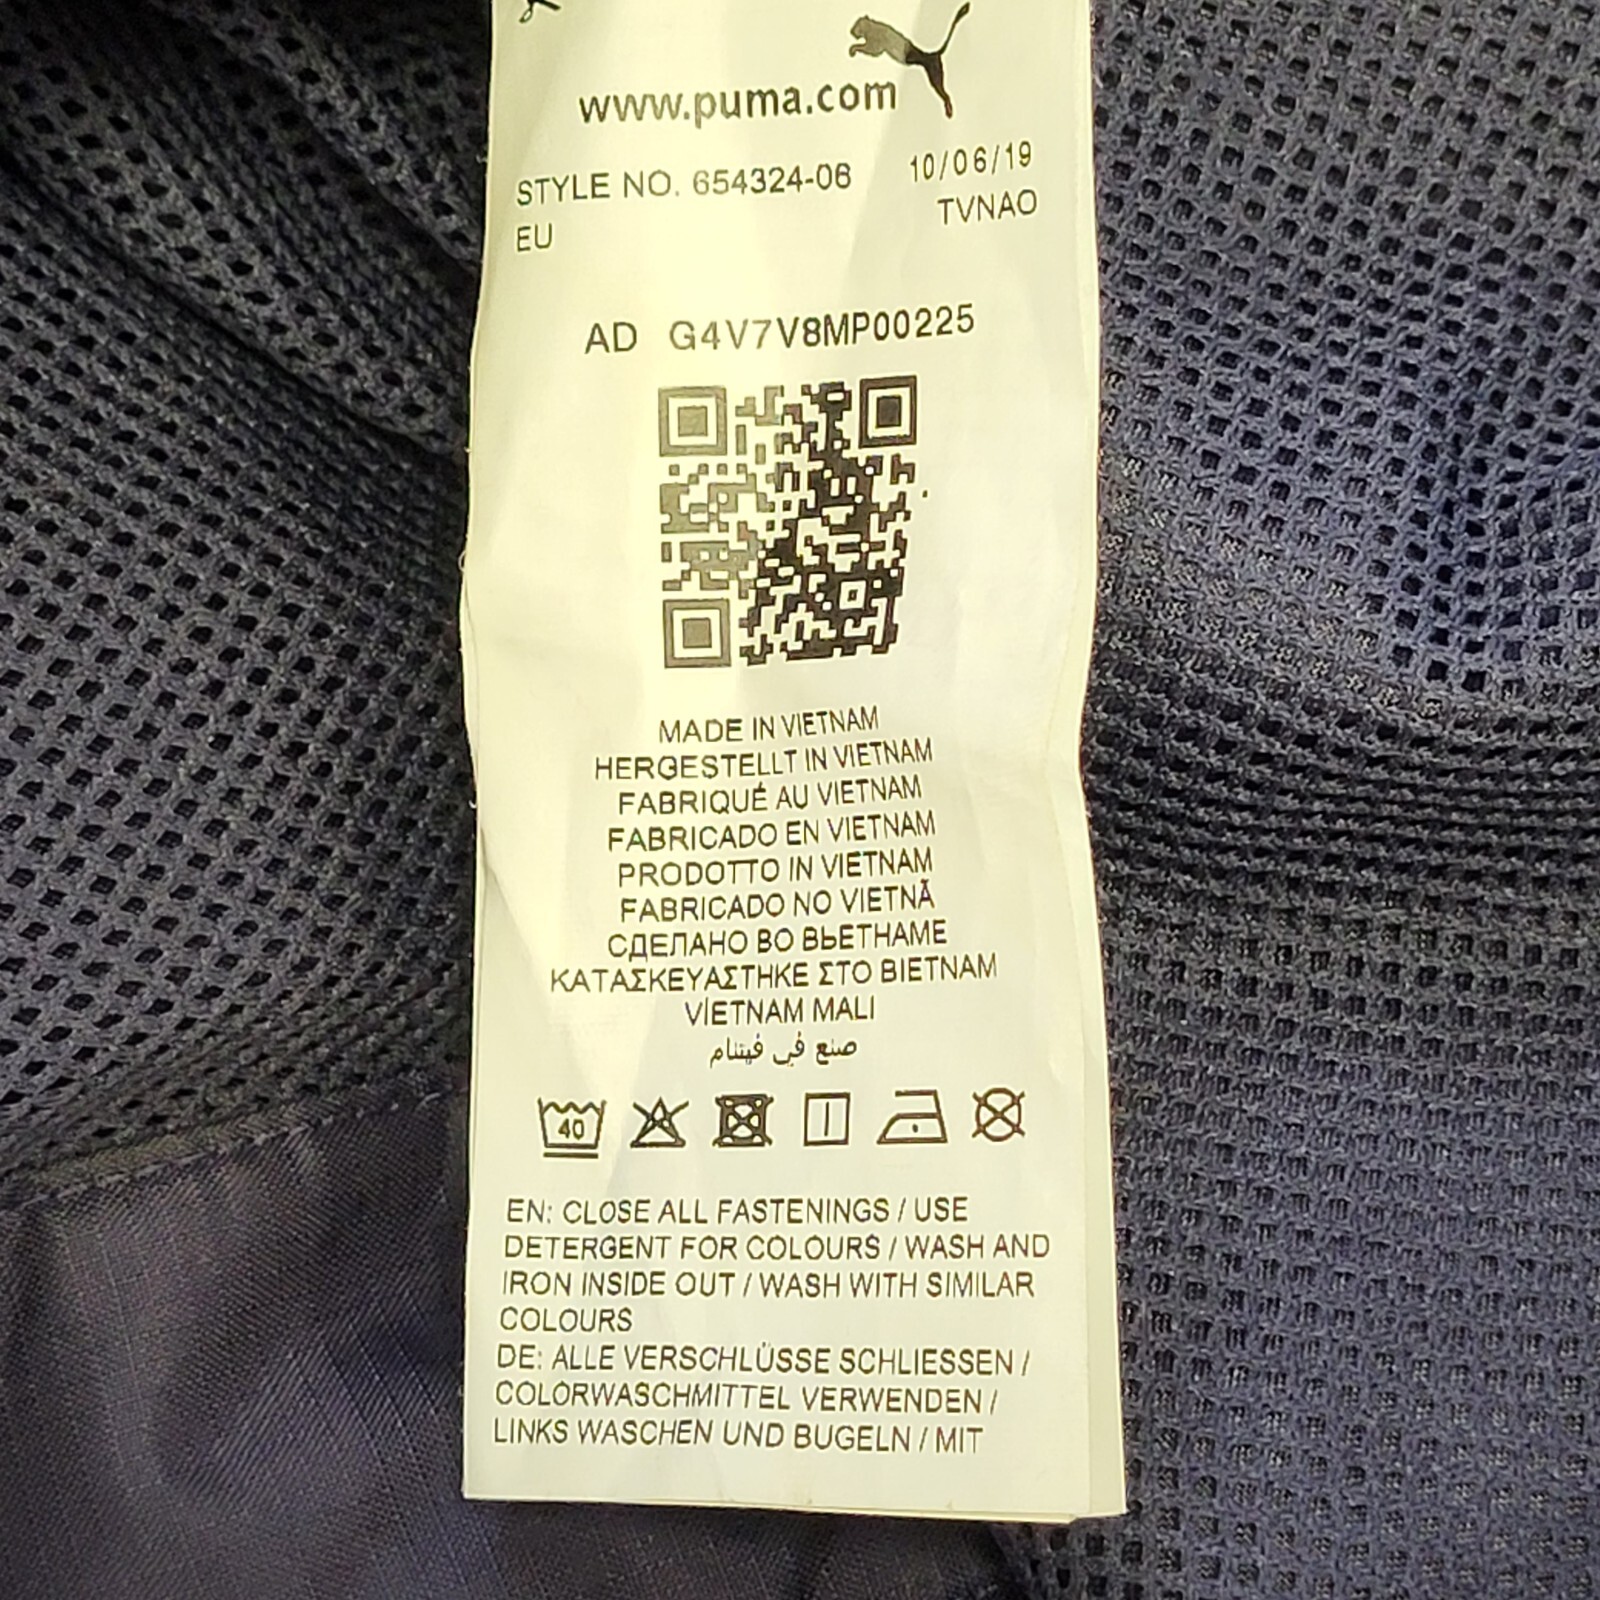 www.puma.com
STYLE NO. 654324-06 10/06/19
EU TVNAO
AD G4V7V8MP00225
MADE IN VIETNAM
HERGESTELLT IN VIETNAM
FABRIQUÉ AU VIETNAM
FABRICADO EN VIETNAM
PRODOTTO IN VIETNAM
FABRICADO NO VIETNÃ
СДЕЛАНО ВО ВЬЕТНАМЕ
ΚΑΤΑΣΚΕΥΑΣΤΗΚΕ ΣΤΟ ΒΙΕΤΝΑΜ
VİETNAM MALI
صنع في فيتنام
40
EN: CLOSE ALL FASTENINGS / USE
DETERGENT FOR COLOURS / WASH AND
IRON INSIDE OUT / WASH WITH SIMILAR
COLOURS
DE: ALLE VERSCHLÜSSE SCHLIESSEN /
COLORWASCHMITTEL VERWENDEN /
LINKS WASCHEN UND BUGELN / MIT